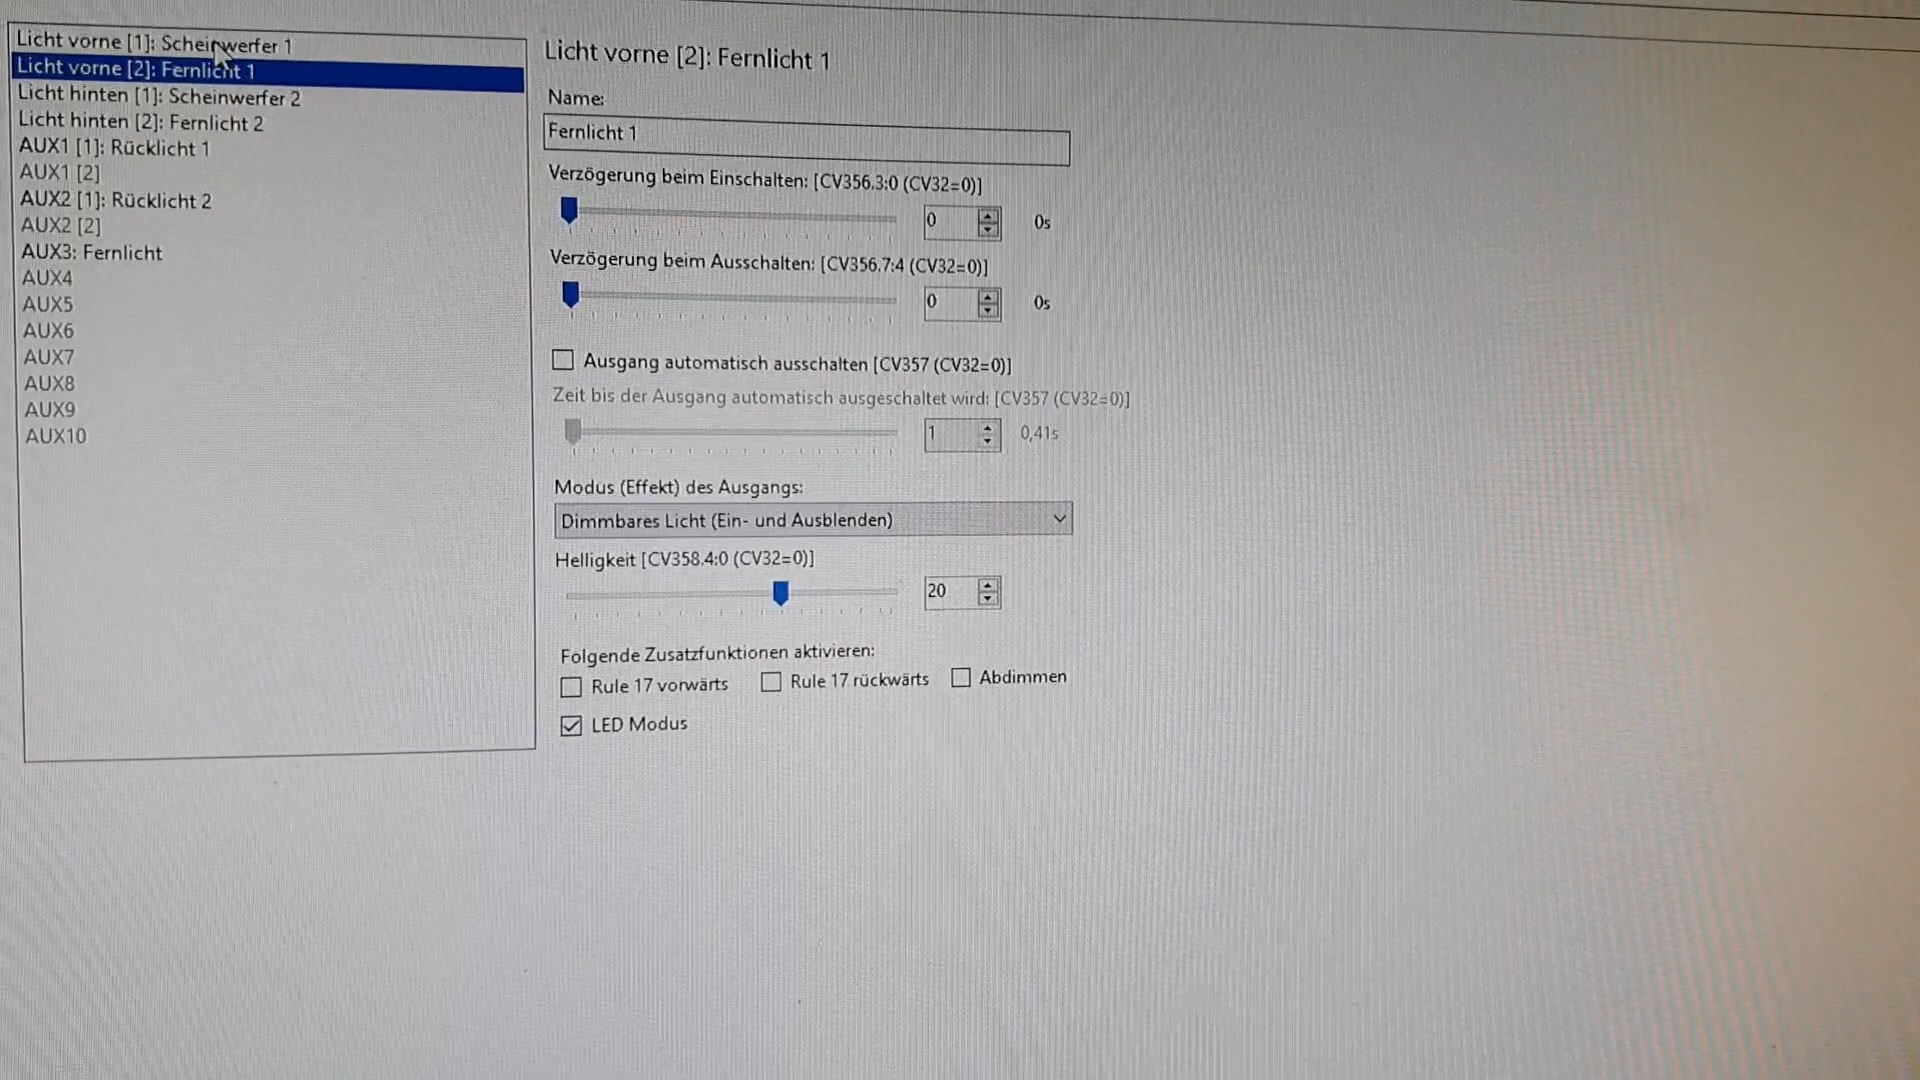 Licht vorne [1]: Scheinwerfer 1
Licht vorne [2]: Fernlicht 1
Licht hinten [1]: Scheinwerfer 2
Licht hinten [2]: Fernlicht 2
AUX1 [1]: Rücklicht 1
AUX1 [2]
AUX2 [1]: Rücklicht 2
AUX2 [2]
AUX3: Fernlicht
AUX4
AUX5
AUX6
AUX7
AUX8
AUX9
AUX10
Licht vorne [2]: Fernlicht 1
Name:
Fernlicht 1
Verzögerung beim Einschalten: [CV356.3:0 (CV32=0)]
0 0s
Verzögerung beim Ausschalten: [CV356.7:4 (CV32=0)]
0 0s
Ausgang automatisch ausschalten [CV357 (CV32=0)]
Zeit bis der Ausgang automatisch ausgeschaltet wird: [CV357 (CV32=0)]
1 0,41s
Modus (Effekt) des Ausgangs:
Dimmbares Licht (Ein- und Ausblenden)
Helligkeit [CV358.4:0 (CV32=0)]
20
Folgende Zusatzfunktionen aktivieren:
Rule 17 vorwärts Rule 17 rückwärts Abdimmen
LED Modus